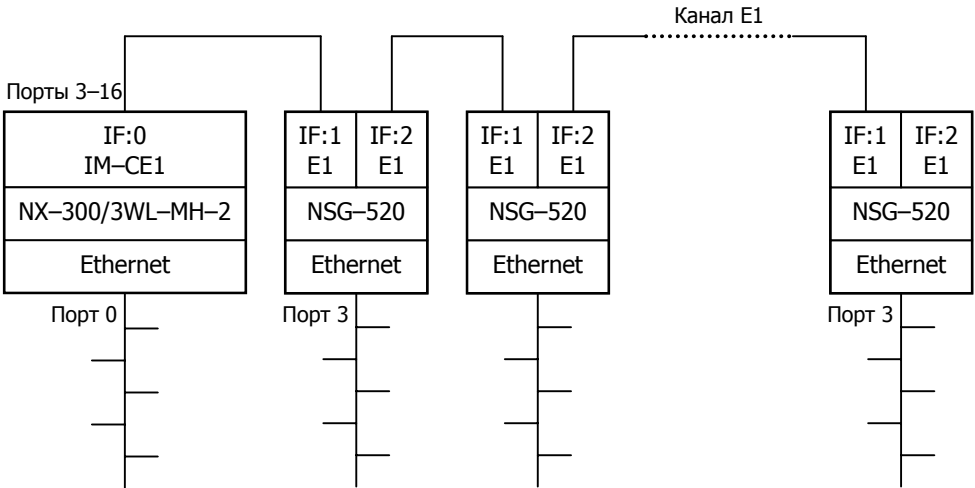 Канал E1
Порты 3–16
IF:0
IM–CE1
NX–300/3WL–MH–2
Ethernet
Порт 0
IF:1
E1
IF:2
E1
NSG–520
Ethernet
Порт 3
IF:1
E1
IF:2
E1
NSG–520
Ethernet
IF:1
E1
IF:2
E1
NSG–520
Ethernet
Порт 3